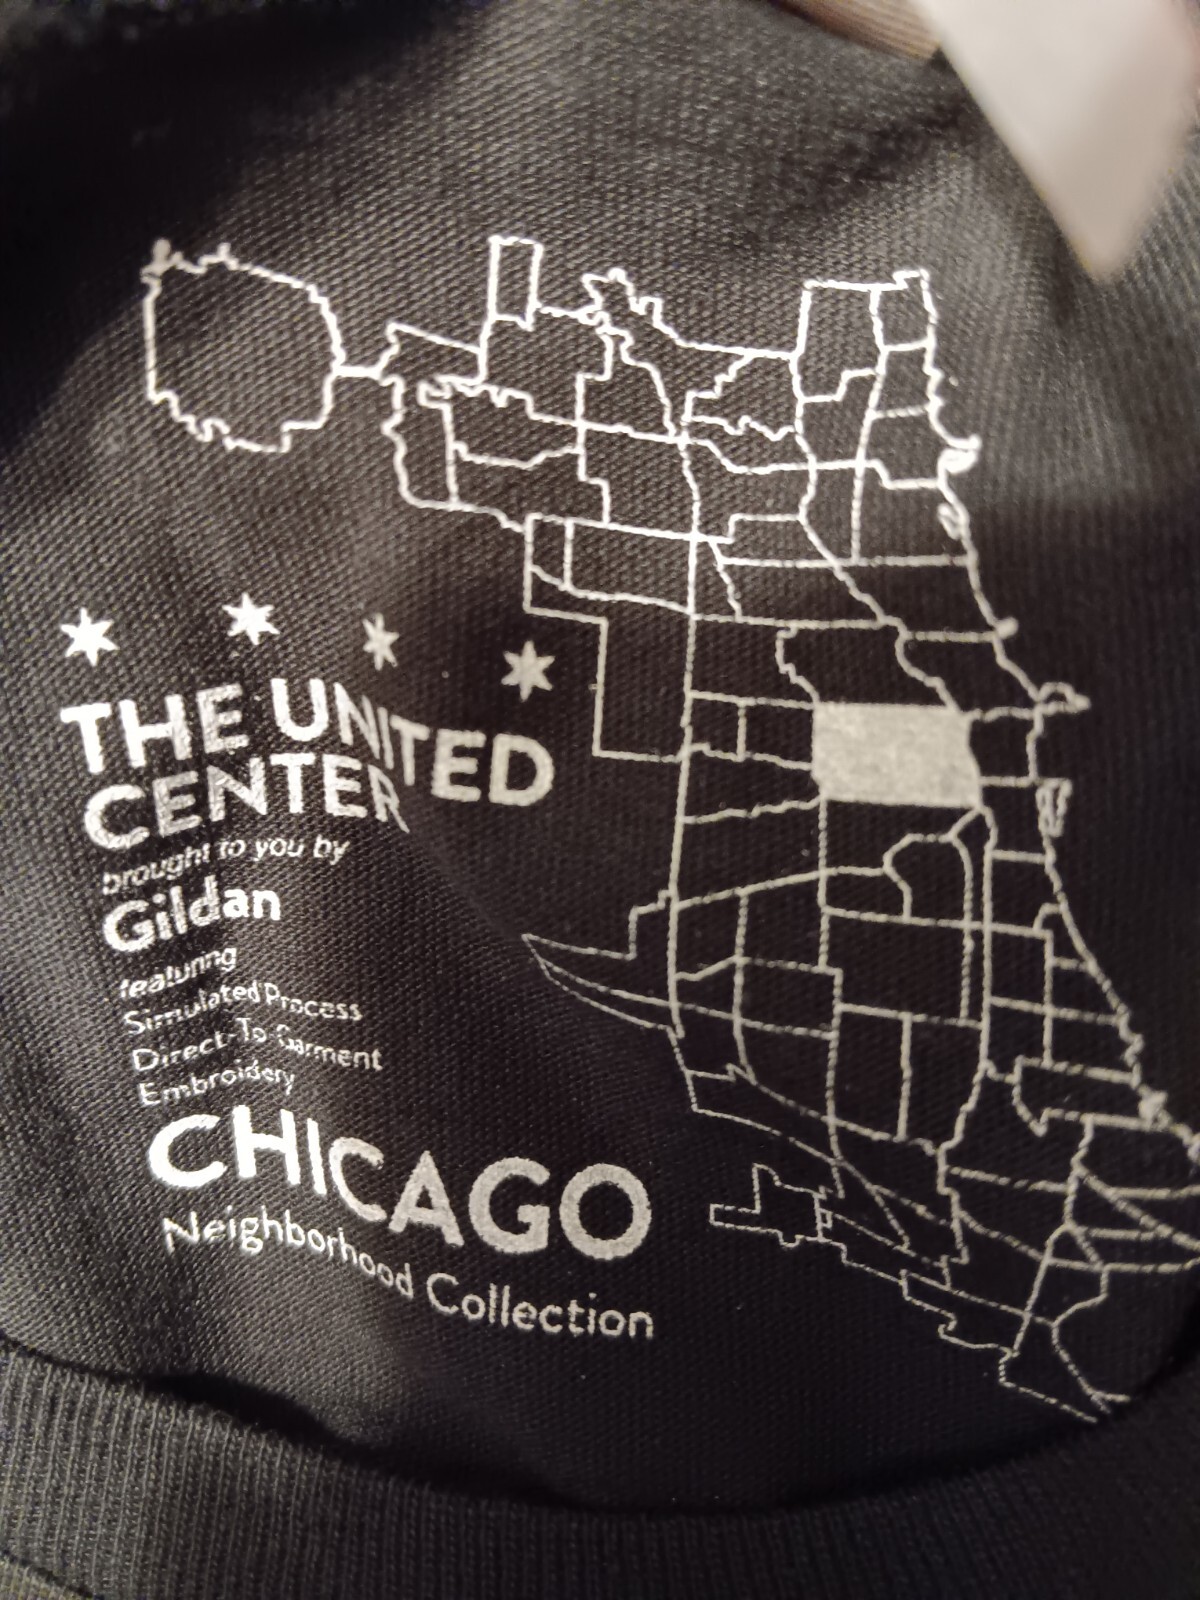 THE UNITED
CENTER
brought to you by
Gildan
featuring
Simulated Process
Direct-To-Garment
Embroidery
CHICAGO
Neighborhood Collection